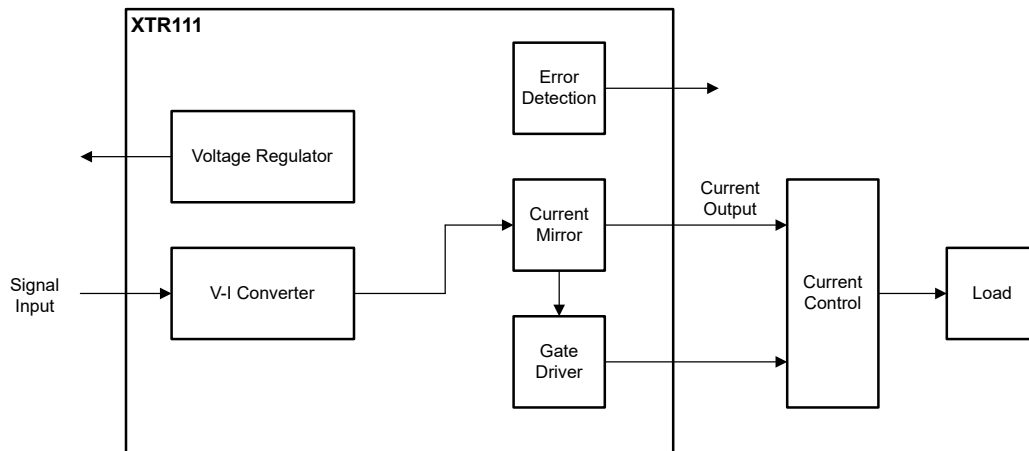 XTR111
Error
Detection
Voltage Regulator
Current
Mirror
Current
Output
Signal
Input
V-I Converter
Current
Control
Load
Gate
Driver